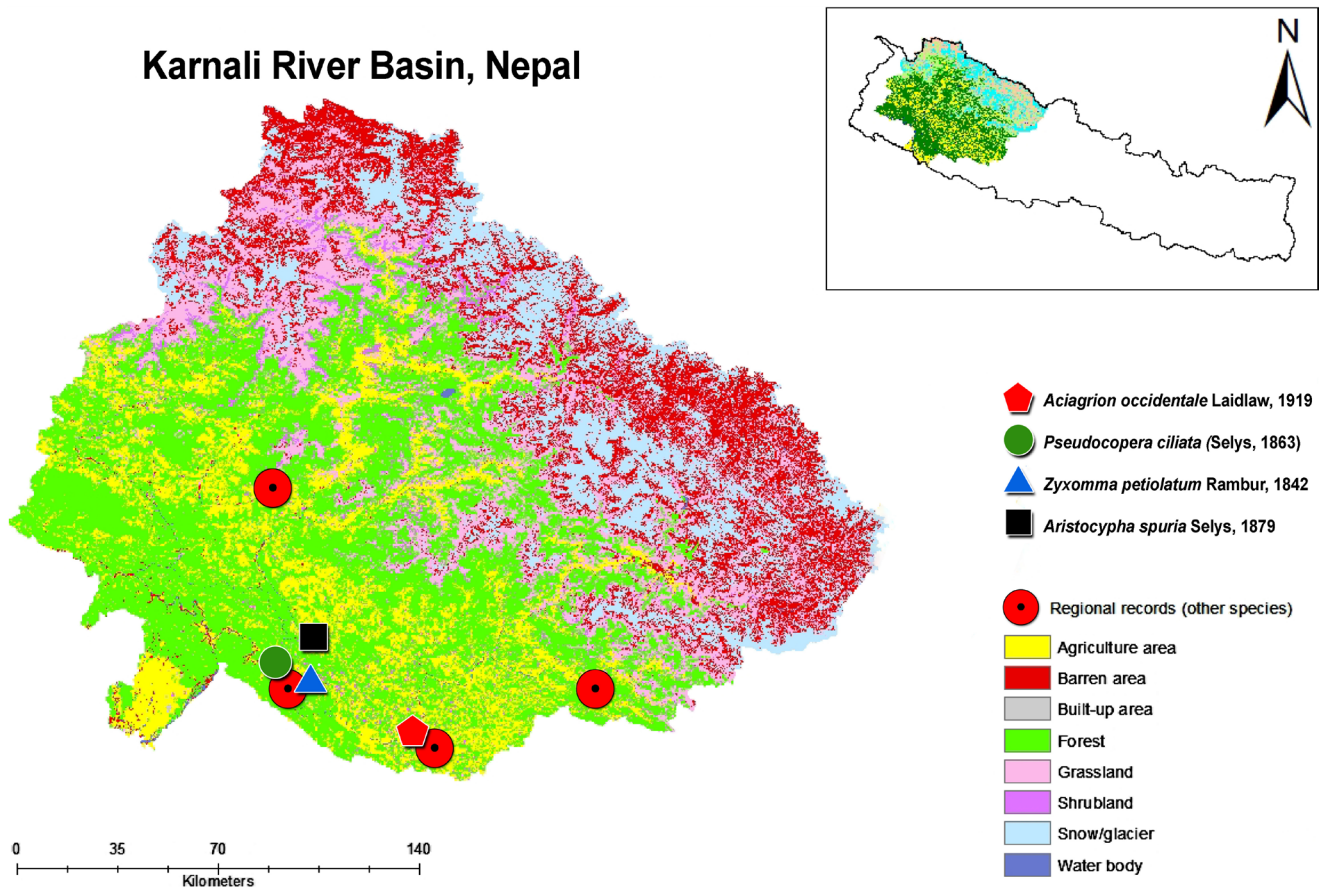 Karnali River Basin, Nepal
N
Aciagrion occidentale Laidlaw, 1919
Pseudocopera ciliata (Selys, 1863)
Zyxomma petiolatum Rambur, 1842
Aristocypha spuria Selys, 1879
Regional records (other species)
Agriculture area
Barren area
Built-up area
Forest
Grassland
Shrubland
Snow/glacier
Water body
0 35 70 140
Kilometers